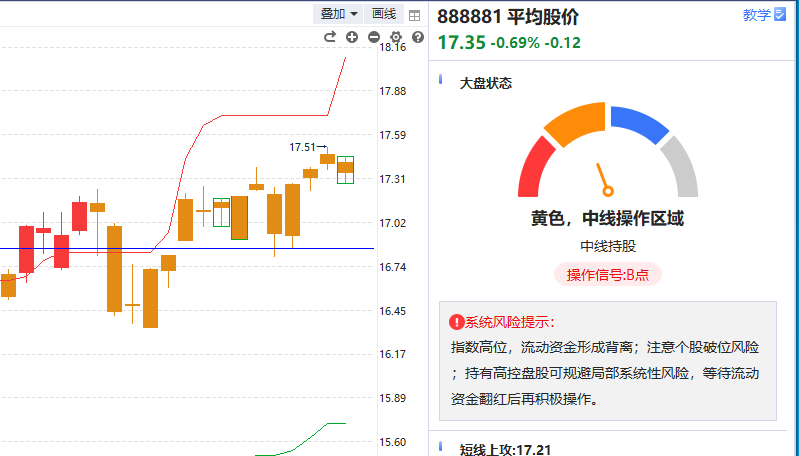 叠加 画线
888881 平均股价
教学
17.35 -0.69% -0.12
18.16
17.88
17.59
17.51
17.31
17.02
16.74
16.45
16.17
15.89
15.60
大盘状态
黄色，中线操作区域
中线持股
操作信号:B点
系统风险提示：
指数高位，流动资金形成背离；注意个股破位风险
；持有高控盘股可规避局部系统性风险，等待流动
资金翻红后再积极操作。
短线上攻:17.21